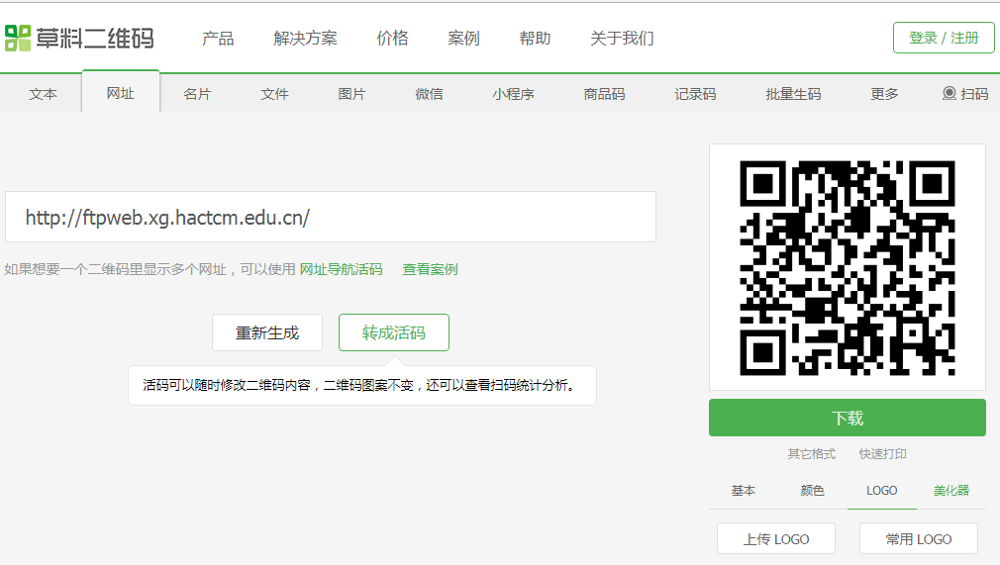 草料二维码 产品 解决方案 价格 案例 帮助 关于我们 登录 / 注册
文本 网址 名片 文件 图片 微信 小程序 商品码 记录码 批量生码 更多 扫码
http://ftpweb.xg.hactcm.edu.cn/
如果想要一个二维码里显示多个网址，可以使用 网址导航活码 查看案例
重新生成 转成活码
活码可以随时修改二维码内容，二维码图案不变，还可以查看扫码统计分析。
下载
其它格式 快速打印
基本 颜色 LOGO 美化器
上传 LOGO 常用 LOGO